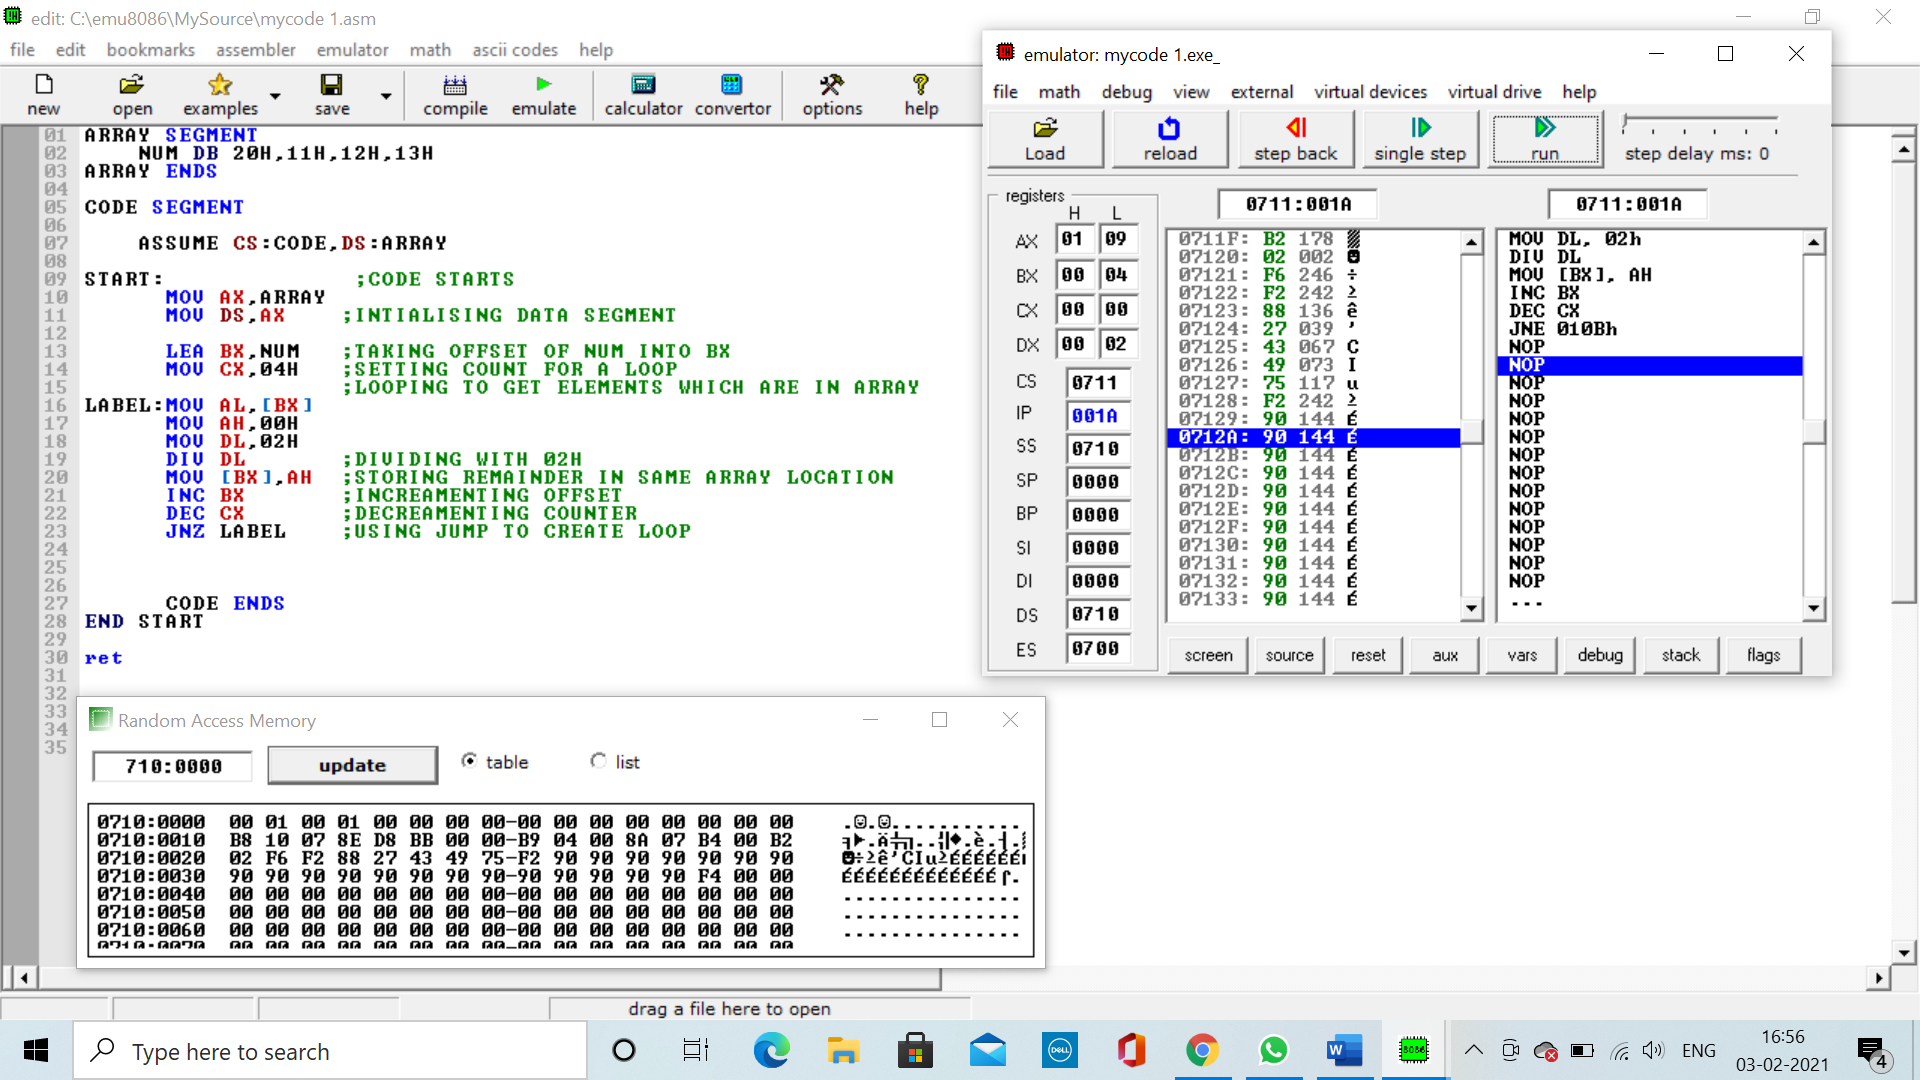 edit: C:\emu8086\MySource\mycode 1.asm
file edit bookmarks assembler emulator math ascii codes help
new open examples save compile emulate calculator convertor options help
01 ARRAY SEGMENT
02 NUM DB 20H,11H,12H,13H
03 ARRAY ENDS
04
05 CODE SEGMENT
06
07 ASSUME CS:CODE,DS:ARRAY
08
09 START: ;CODE STARTS
10 MOV AX,ARRAY
11 MOV DS,AX ;INTIALISING DATA SEGMENT
12
13 LEA BX,NUM ;TAKING OFFSET OF NUM INTO BX
14 MOV CX,04H ;SETTING COUNT FOR A LOOP
15 ;LOOPING TO GET ELEMENTS WHICH ARE IN ARRAY
16 LABEL:MOV AL,[BX]
17 MOV AH,00H
18 MOV DL,02H
19 DIV DL ;DIVIDING WITH 02H
20 MOV [BX],AH ;STORING REMAINDER IN SAME ARRAY LOCATION
21 INC BX ;INCREAMENTING OFFSET
22 DEC CX ;DECREAMENTING COUNTER
23 JNZ LABEL ;USING JUMP TO CREATE LOOP
24
25
26
27 CODE ENDS
28 END START
29
30 ret
31
32
33
34
35
emulator: mycode 1.exe_
file math debug view external virtual devices virtual drive help
Load reload step back single step run step delay ms: 0
registers
H L
AX 01 09
BX 00 04
CX 00 00
DX 00 02
CS 0711
IP 001A
SS 0710
SP 0000
BP 0000
SI 0000
DI 0000
DS 0710
ES 0700
0711:001A
0711F: B2 178 ▒
07120: 02 002 ☻
07121: F6 246 ÷
07122: F2 242 ≥
07123: 88 136 ê
07124: 27 039 '
07125: 43 067 C
07126: 49 073 I
07127: 75 117 u
07128: F2 242 ≥
07129: 90 144 É
0712A: 90 144 É
0712B: 90 144 É
0712C: 90 144 É
0712D: 90 144 É
0712E: 90 144 É
0712F: 90 144 É
07130: 90 144 É
07131: 90 144 É
07132: 90 144 É
07133: 90 144 É
0711:001A
MOV DL, 02h
DIV DL
MOV [BX], AH
INC BX
DEC CX
JNE 010Bh
NOP
NOP
NOP
NOP
NOP
NOP
NOP
NOP
NOP
NOP
NOP
NOP
NOP
NOP
...
screen source reset aux vars debug stack flags
Random Access Memory
710:0000 update table list
0710:0000 00 01 00 01 00 00 00 00-00 00 00 00 00 00 00 00
0710:0010 B8 10 07 8E D8 BB 00 00-B9 04 00 8A 07 B4 00 B2
0710:0020 02 F6 F2 88 27 43 49 75-F2 90 90 90 90 90 90 90
0710:0030 90 90 90 90 90 90 90 90-90 90 90 90 90 F4 00 00
0710:0040 00 00 00 00 00 00 00 00-00 00 00 00 00 00 00 00
0710:0050 00 00 00 00 00 00 00 00-00 00 00 00 00 00 00 00
0710:0060 00 00 00 00 00 00 00 00-00 00 00 00 00 00 00 00
0710:0070 00 00 00 00 00 00 00 00-00 00 00 00 00 00 00 00
drag a file here to open
Type here to search
DELL
W
8086
ENG
16:56
03-02-2021
4